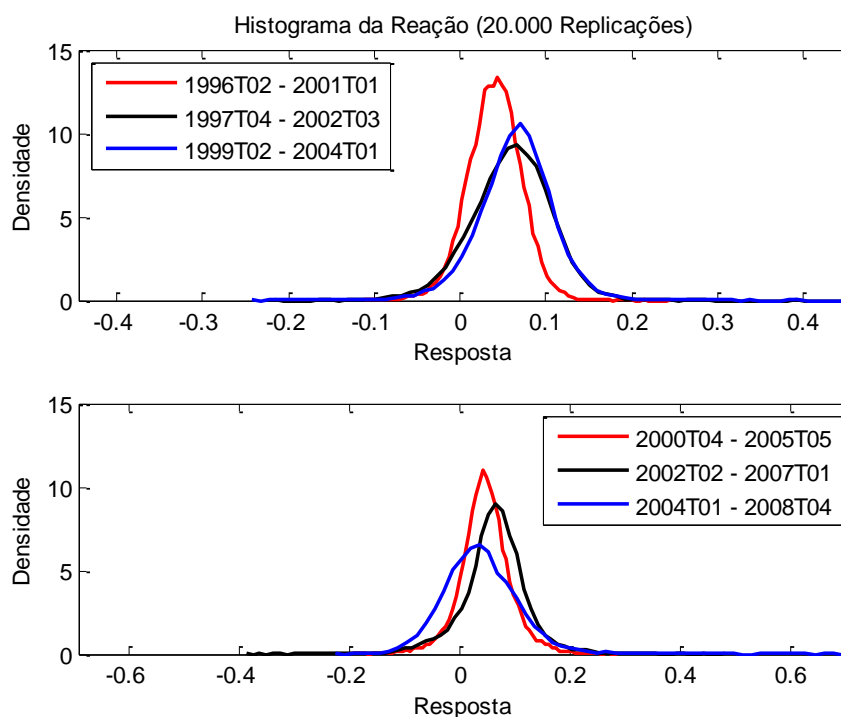 Histograma da Reação (20.000 Replicações)
15
10
5
0
Densidade
1996T02 - 2001T01
1997T04 - 2002T03
1999T02 - 2004T01
-0.4 -0.3 -0.2 -0.1 0 0.1 0.2 0.3 0.4
Resposta
15
10
5
0
Densidade
2000T04 - 2005T05
2002T02 - 2007T01
2004T01 - 2008T04
-0.6 -0.4 -0.2 0 0.2 0.4 0.6
Resposta